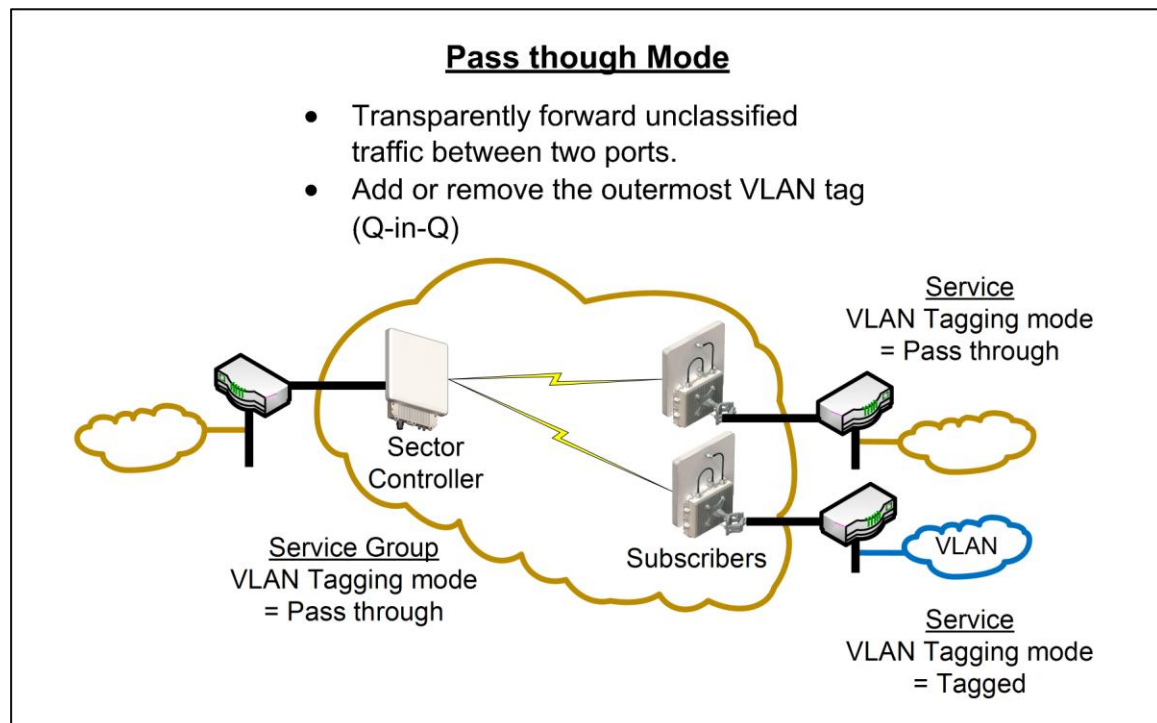 Pass though Mode
• Transparently forward unclassified
traffic between two ports.
• Add or remove the outermost VLAN tag
(Q-in-Q)
Service
VLAN Tagging mode
= Pass through
Sector
Controller
Subscribers
Service Group
VLAN Tagging mode
= Pass through
VLAN
Service
VLAN Tagging mode
= Tagged